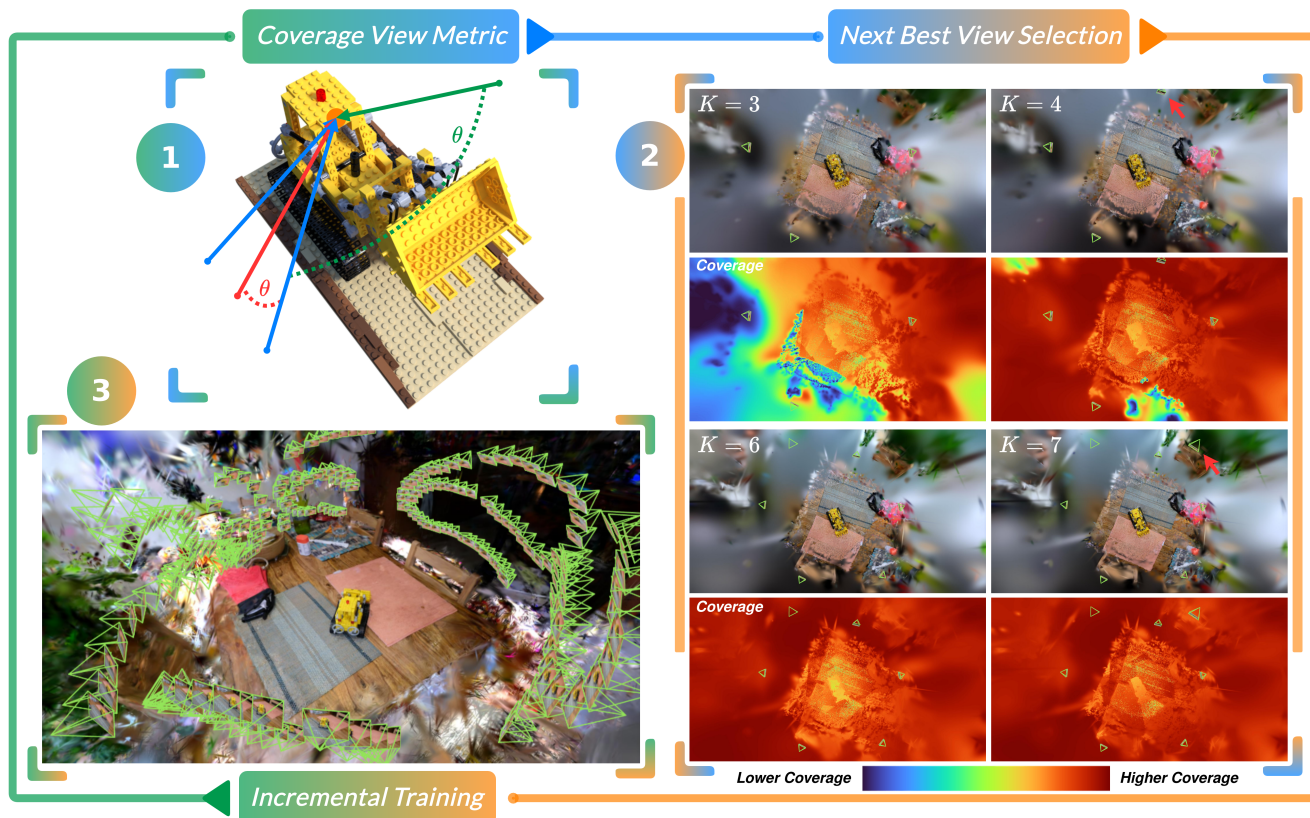 Coverage View Metric
Next Best View Selection
1
θ
θ
2
K = 3
K = 4
Coverage
3
K = 6
K = 7
Coverage
Lower Coverage
Higher Coverage
Incremental Training